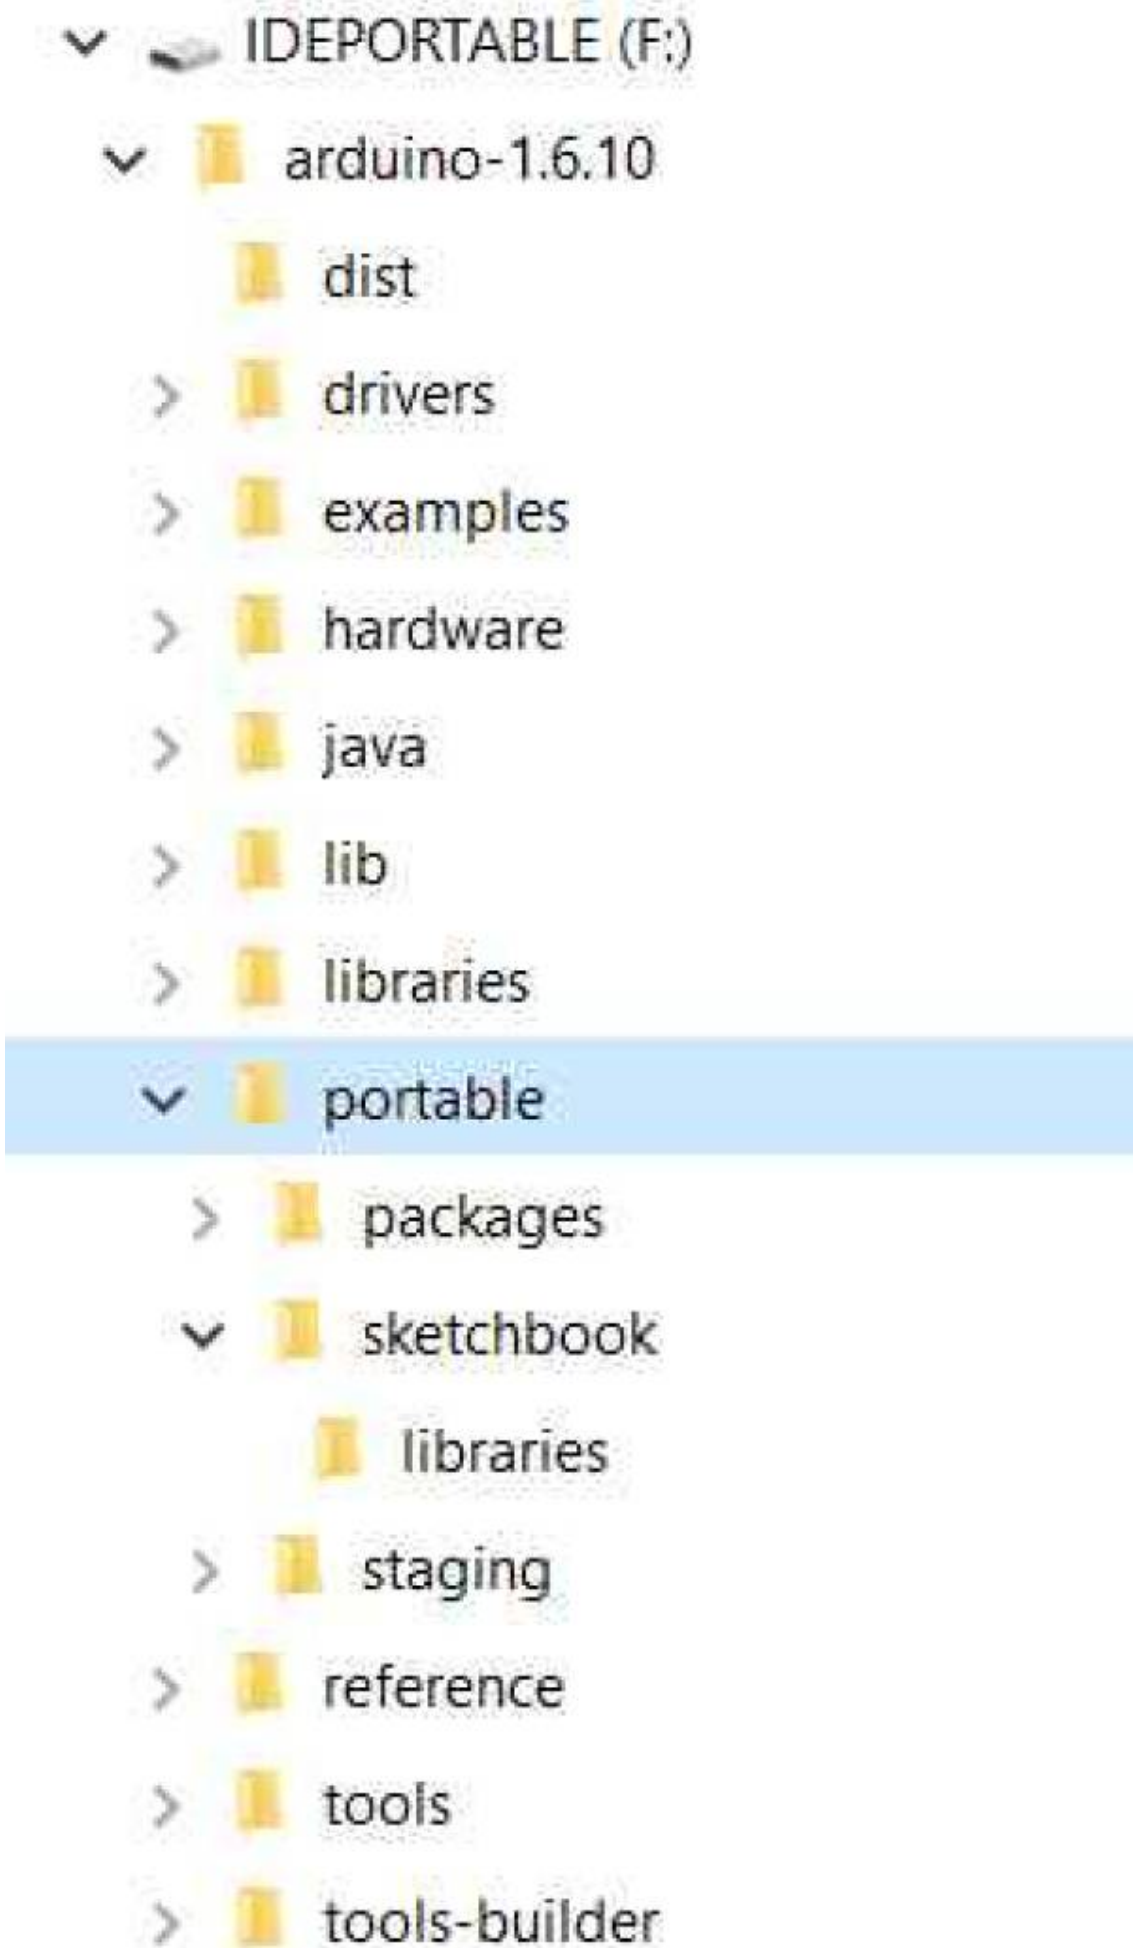 IDEPORTABLE (F:)
arduino-1.6.10
dist
drivers
examples
hardware
java
lib
libraries
portable
packages
sketchbook
libraries
staging
reference
tools
tools-builder